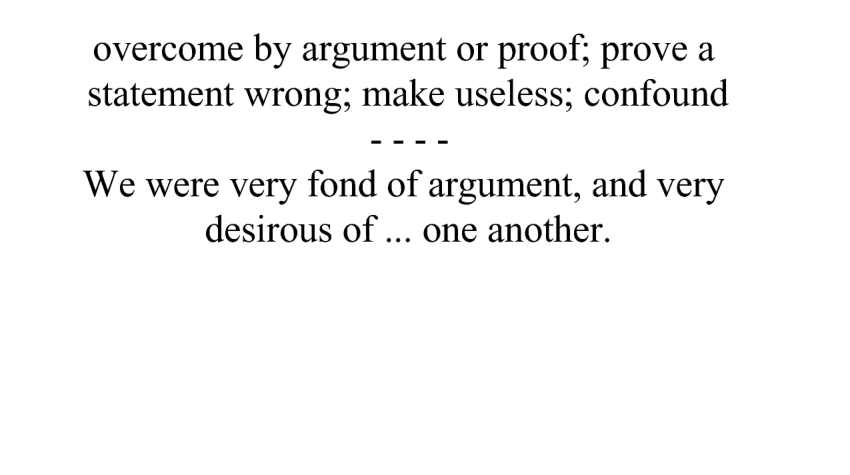 overcome by argument or proof; prove a
statement wrong; make useless; confound
- - - -
We were very fond of argument, and very
desirous of ... one another.